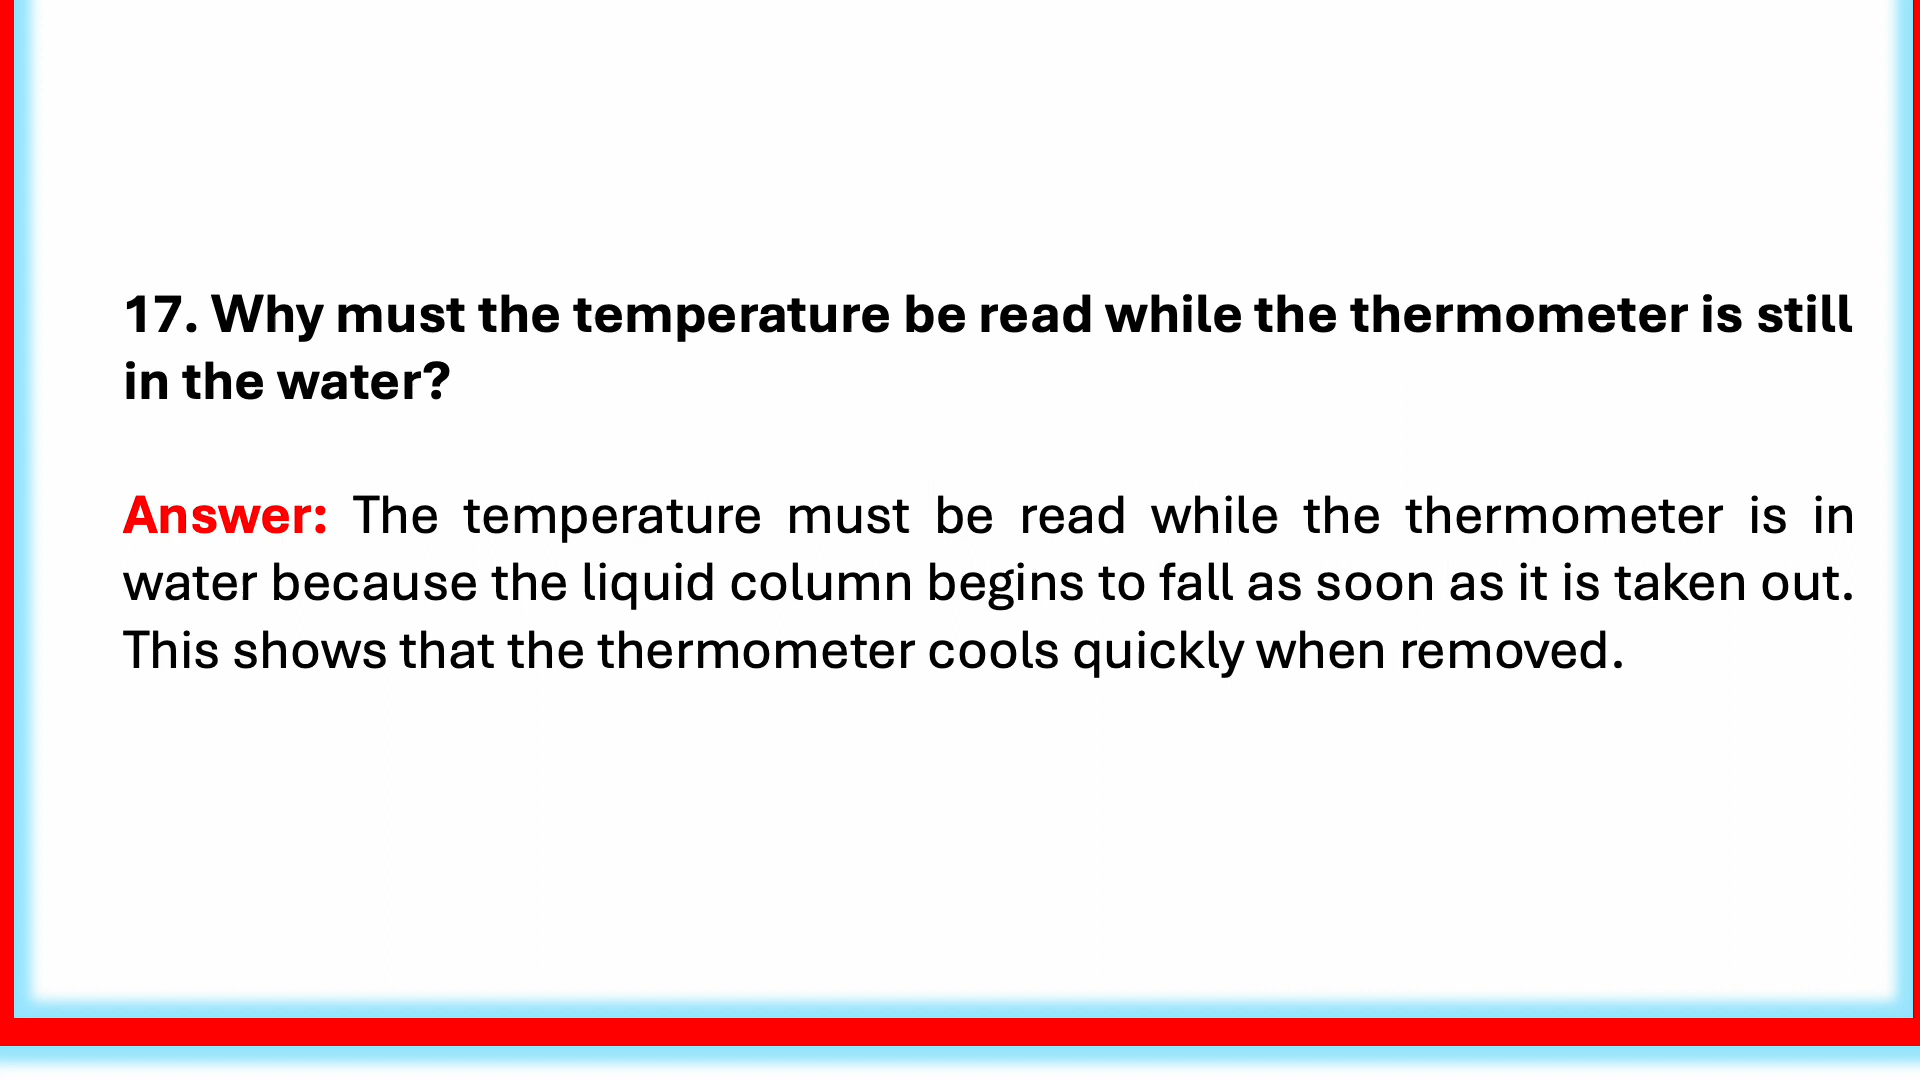 17. Why must the temperature be read while the thermometer is still
in the water?
Answer: The temperature must be read while the thermometer is in
water because the liquid column begins to fall as soon as it is taken out.
This shows that the thermometer cools quickly when removed.